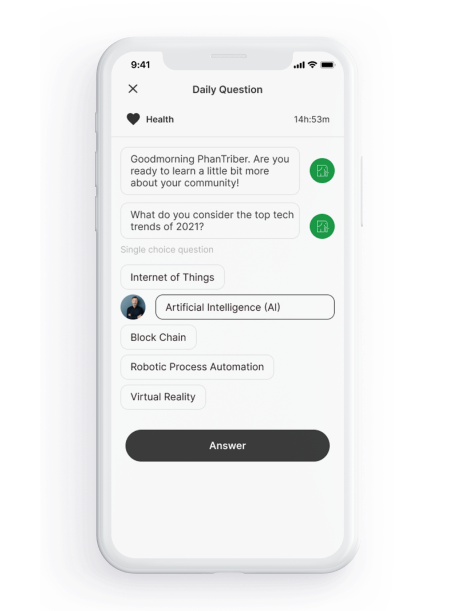 9:41
Daily Question
Health
14h:53m
Goodmorning PhanTriber. Are you
ready to learn a little bit more
about your community!
What do you consider the top tech
trends of 2021?
Single choice question
Internet of Things
Artificial Intelligence (AI)
Block Chain
Robotic Process Automation
Virtual Reality
Answer